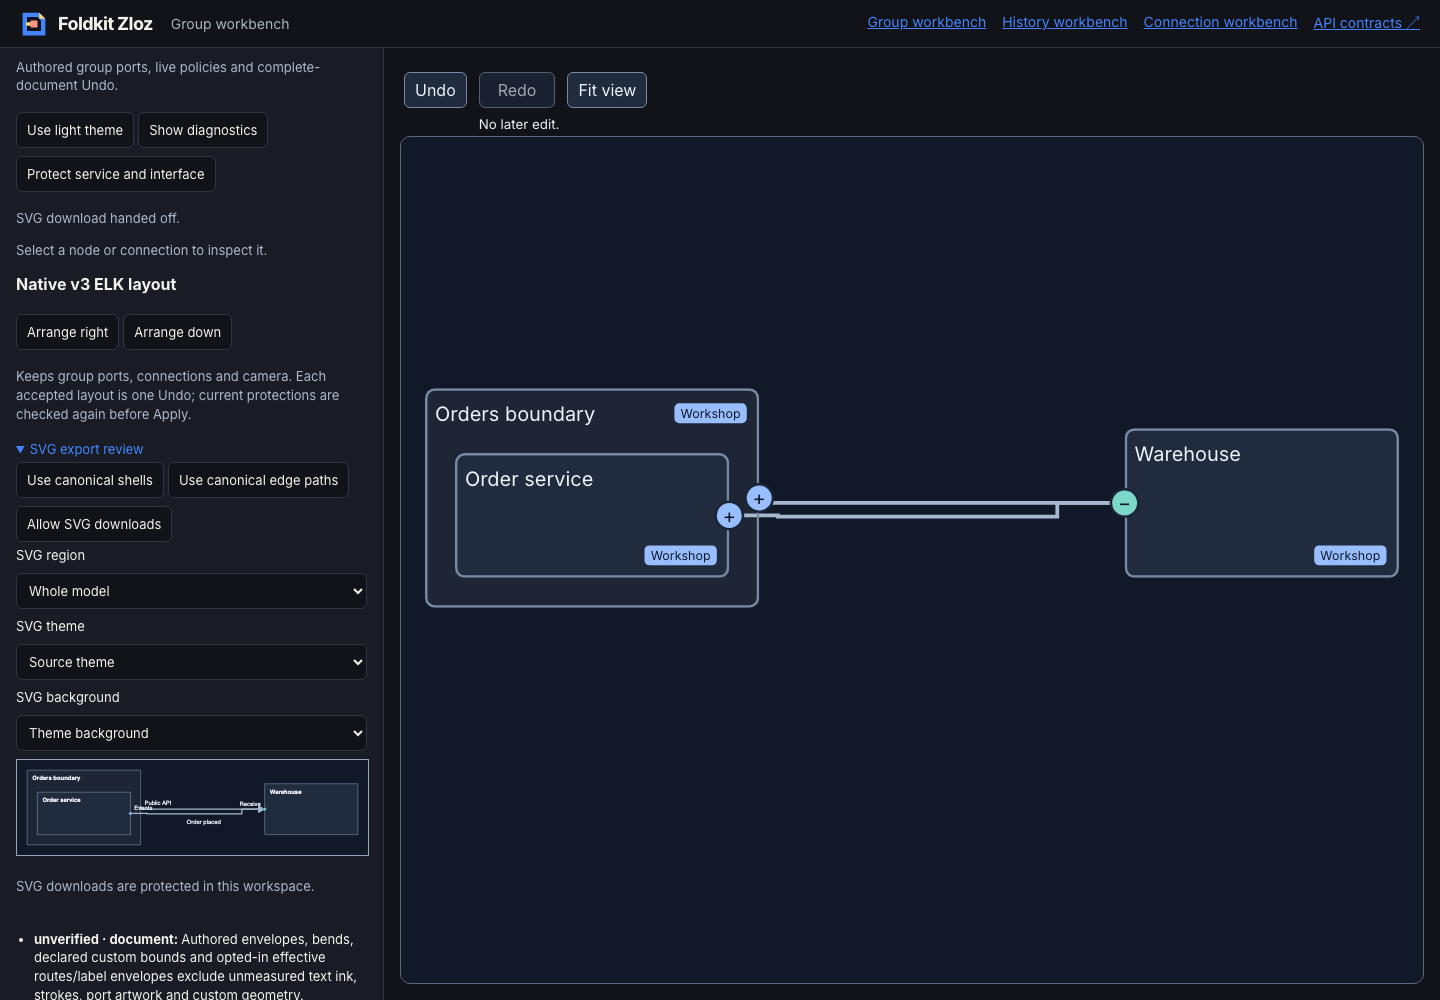 Foldkit Zloz
Group workbench
Group workbench
History workbench
Connection workbench
API contracts ↗
Authored group ports, live policies and complete-
document Undo.
Use light theme
Show diagnostics
Protect service and interface
SVG download handed off.
Select a node or connection to inspect it.
Native v3 ELK layout
Arrange right
Arrange down
Keeps group ports, connections and camera. Each
accepted layout is one Undo; current protections are
checked again before Apply.
▼ SVG export review
Use canonical shells
Use canonical edge paths
Allow SVG downloads
SVG region
Whole model
SVG theme
Source theme
SVG background
Theme background
Orders boundary
Order service
Events
Public API
Receive
Order placed
Warehouse
SVG downloads are protected in this workspace.
• unverified · document: Authored envelopes, bends,
declared custom bounds and opted-in effective
routes/label envelopes exclude unmeasured text ink,
strokes, port artwork and custom geometry.
Undo
Redo
Fit view
No later edit.
Orders boundary
Workshop
Order service
+
+
Workshop
Warehouse
−
Workshop